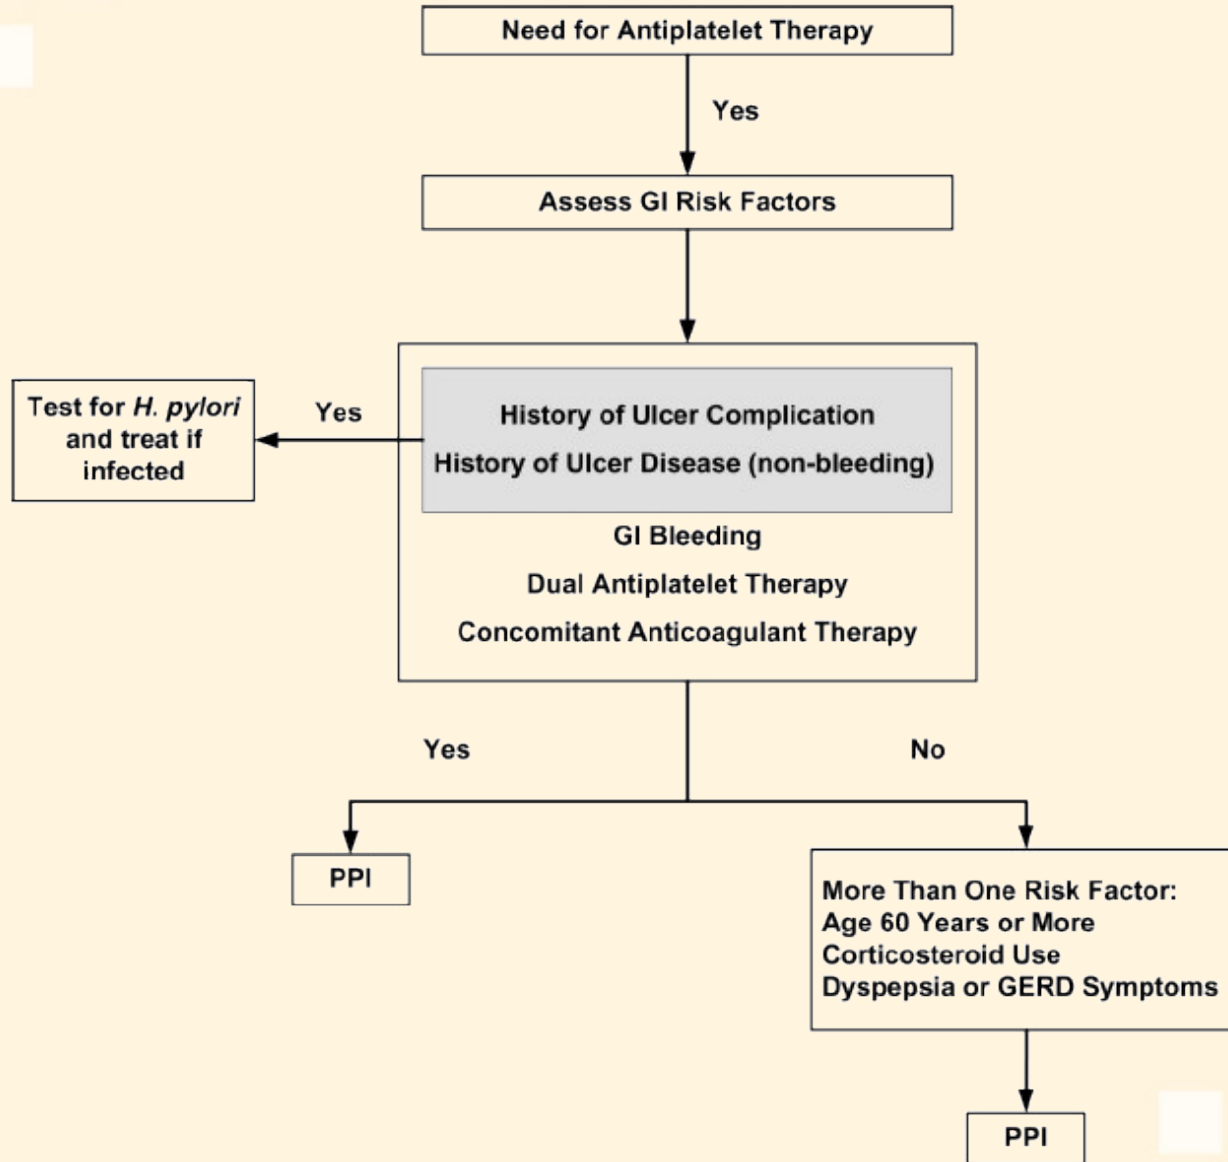 Need for Antiplatelet Therapy
Yes
Assess GI Risk Factors
Test for H. pylori
and treat if
infected
Yes
History of Ulcer Complication
History of Ulcer Disease (non-bleeding)
GI Bleeding
Dual Antiplatelet Therapy
Concomitant Anticoagulant Therapy
Yes
No
PPI
More Than One Risk Factor:
Age 60 Years or More
Corticosteroid Use
Dyspepsia or GERD Symptoms
PPI